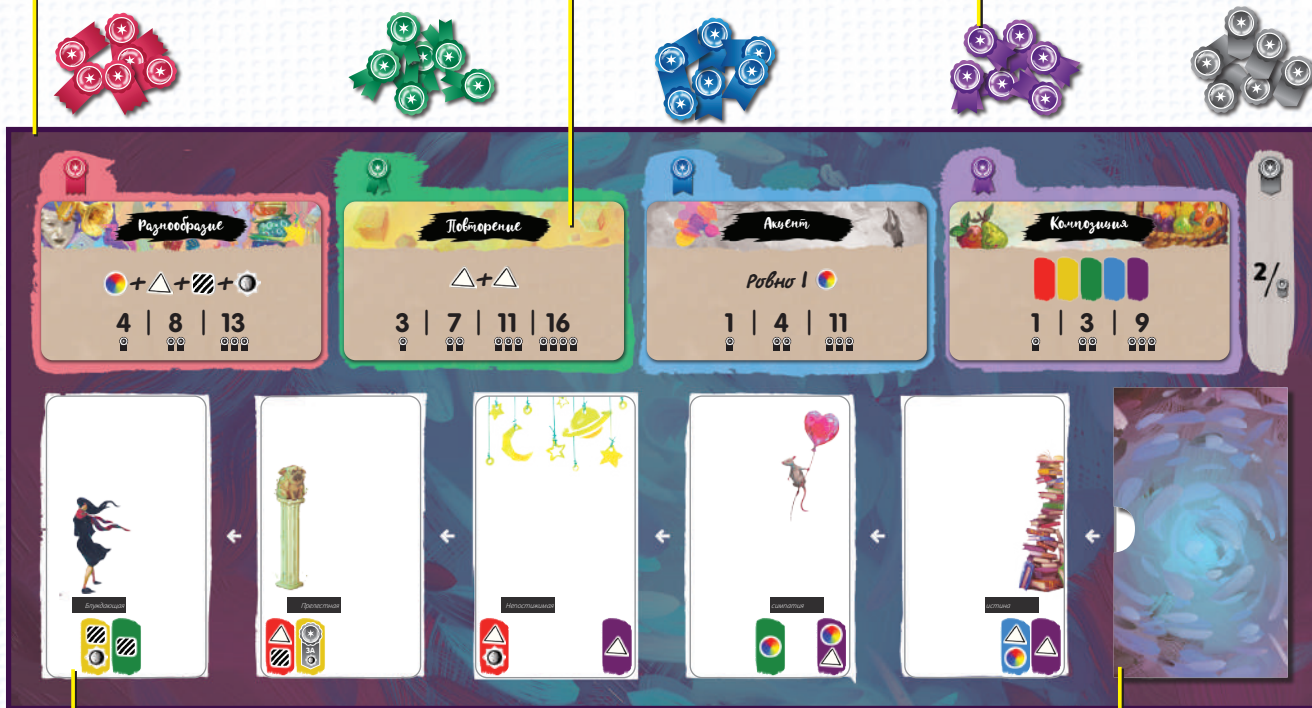 Разнообразие
Повторение
Акцент
Композиция
+ + +
4 | 8 | 13
+
3 | 7 | 11 | 16
Ровно 1
1 | 4 | 11
1 | 3 | 9
2/
Блуждающая
Прелестная
Непостижимая
симпатия
истина
ЗА